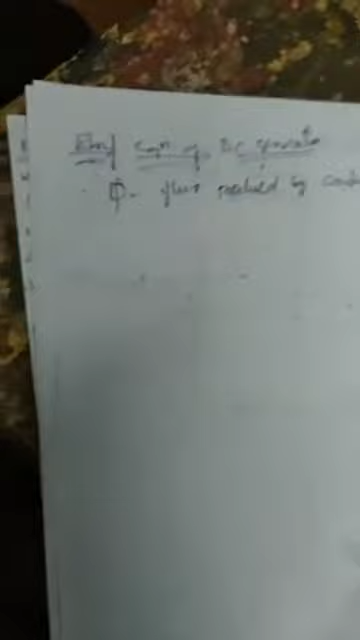 Emf eqn of DC generator
Φ - flux produced by